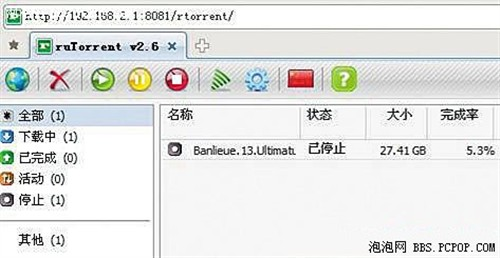 http://192.168.2.1:8081/rtorrent/
ruTorrent v2.6
全部 (1)
下载中 (1)
已完成 (0)
活动 (0)
停止 (1)
其他 (1)
名称 状态 大小 完成率
Banlieue.13.Ultimatu 已停止 27.41 GB 5.3%
泡泡网 BBS.PCPOP.COM